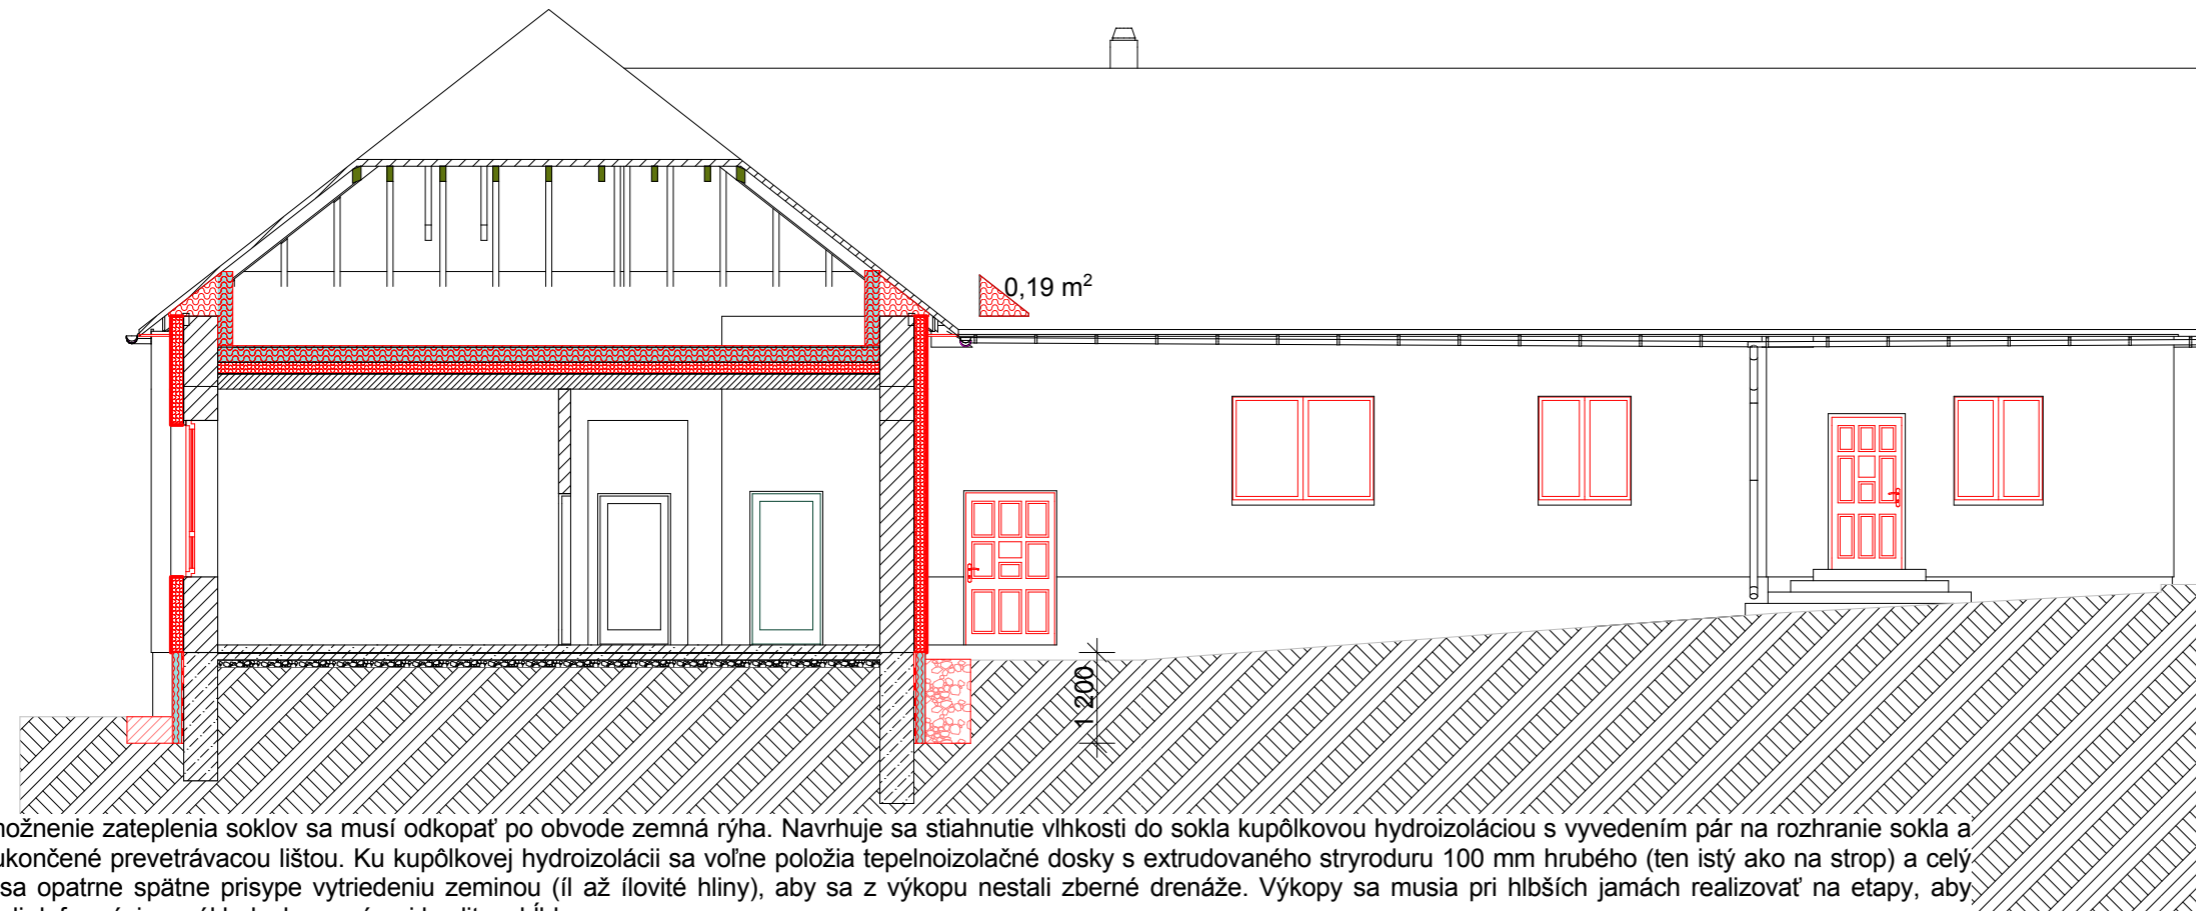 0,19 m²
1 200
nožnenie zateplenia soklov sa musí odkopať po obvode zemná rýha. Navrhuje sa stiahnutie vlhkosti do sokla kupôlkovou hydroizoláciou s vyvedením pár na rozhranie sokla a
ukončené prevetrávacou lištou. Ku kupôlkovej hydroizolácii sa voľne položia tepelnoizolačné dosky s extrudovaného stryroduru 100 mm hrubého (ten istý ako na strop) a celý
sa opatrne spätne prisype vytriedeniu zeminou (íl až ílovité hliny), aby sa z výkopu nestali zberné drenáže. Výkopy sa musia pri hlbších jamách realizovať na etapy, aby